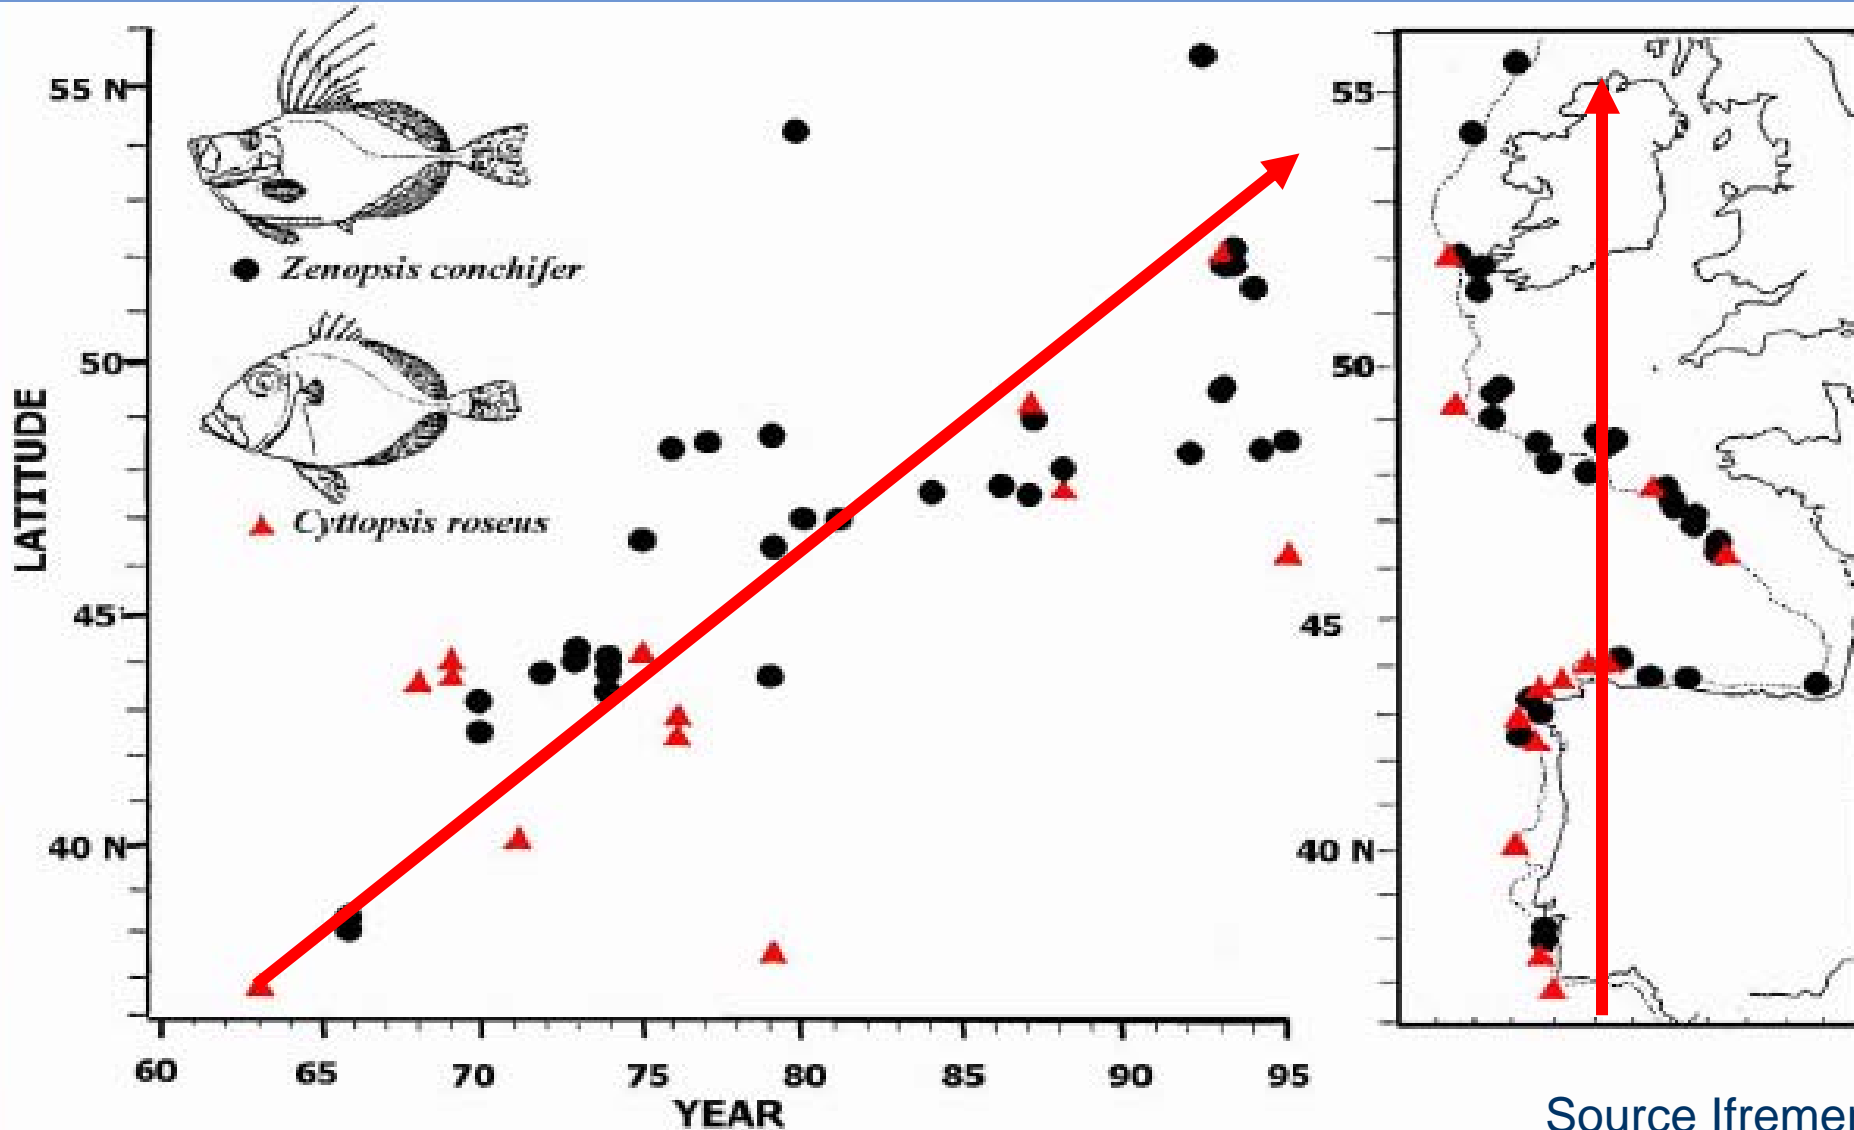 LATITUDE
55 N
50
45
40 N
Zenopsis conchifer
Cyttopsis roseus
60 65 70 75 80 85 90 95
YEAR
55
50
45
40 N
Source Ifremer